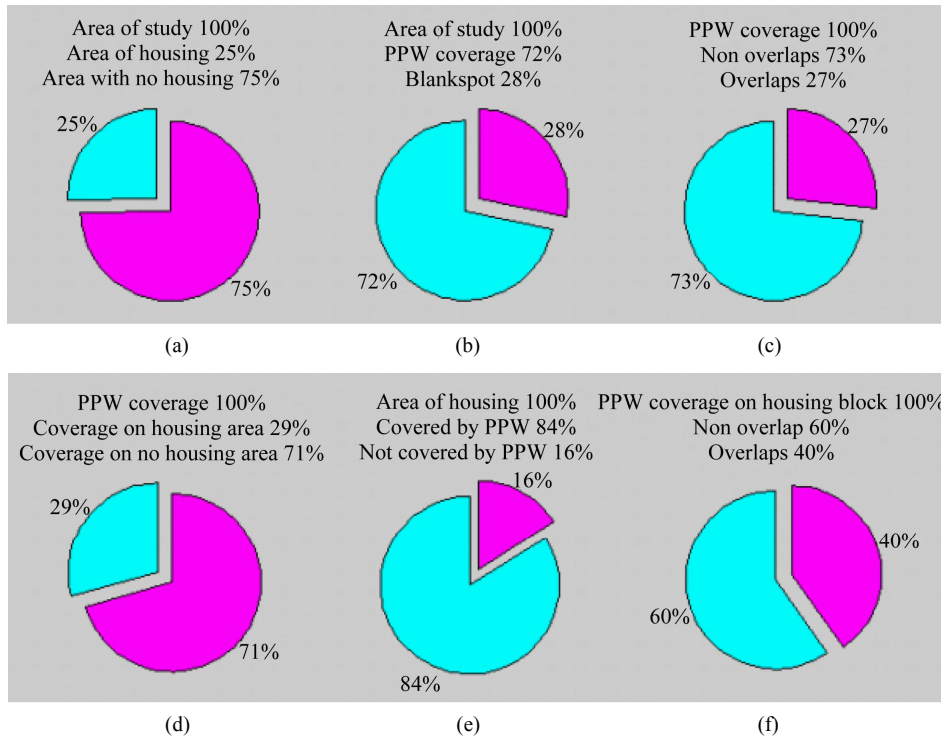 Area of study 100%
Area of housing 25%
Area with no housing 75%
25%
75%
(a)
Area of study 100%
PPW coverage 72%
Blankspot 28%
28%
72%
(b)
PPW coverage 100%
Non overlaps 73%
Overlaps 27%
27%
73%
(c)
PPW coverage 100%
Coverage on housing area 29%
Coverage on no housing area 71%
29%
71%
(d)
Area of housing 100%
Covered by PPW 84%
Not covered by PPW 16%
16%
84%
(e)
PPW coverage on housing block 100%
Non overlap 60%
Overlaps 40%
40%
60%
(f)